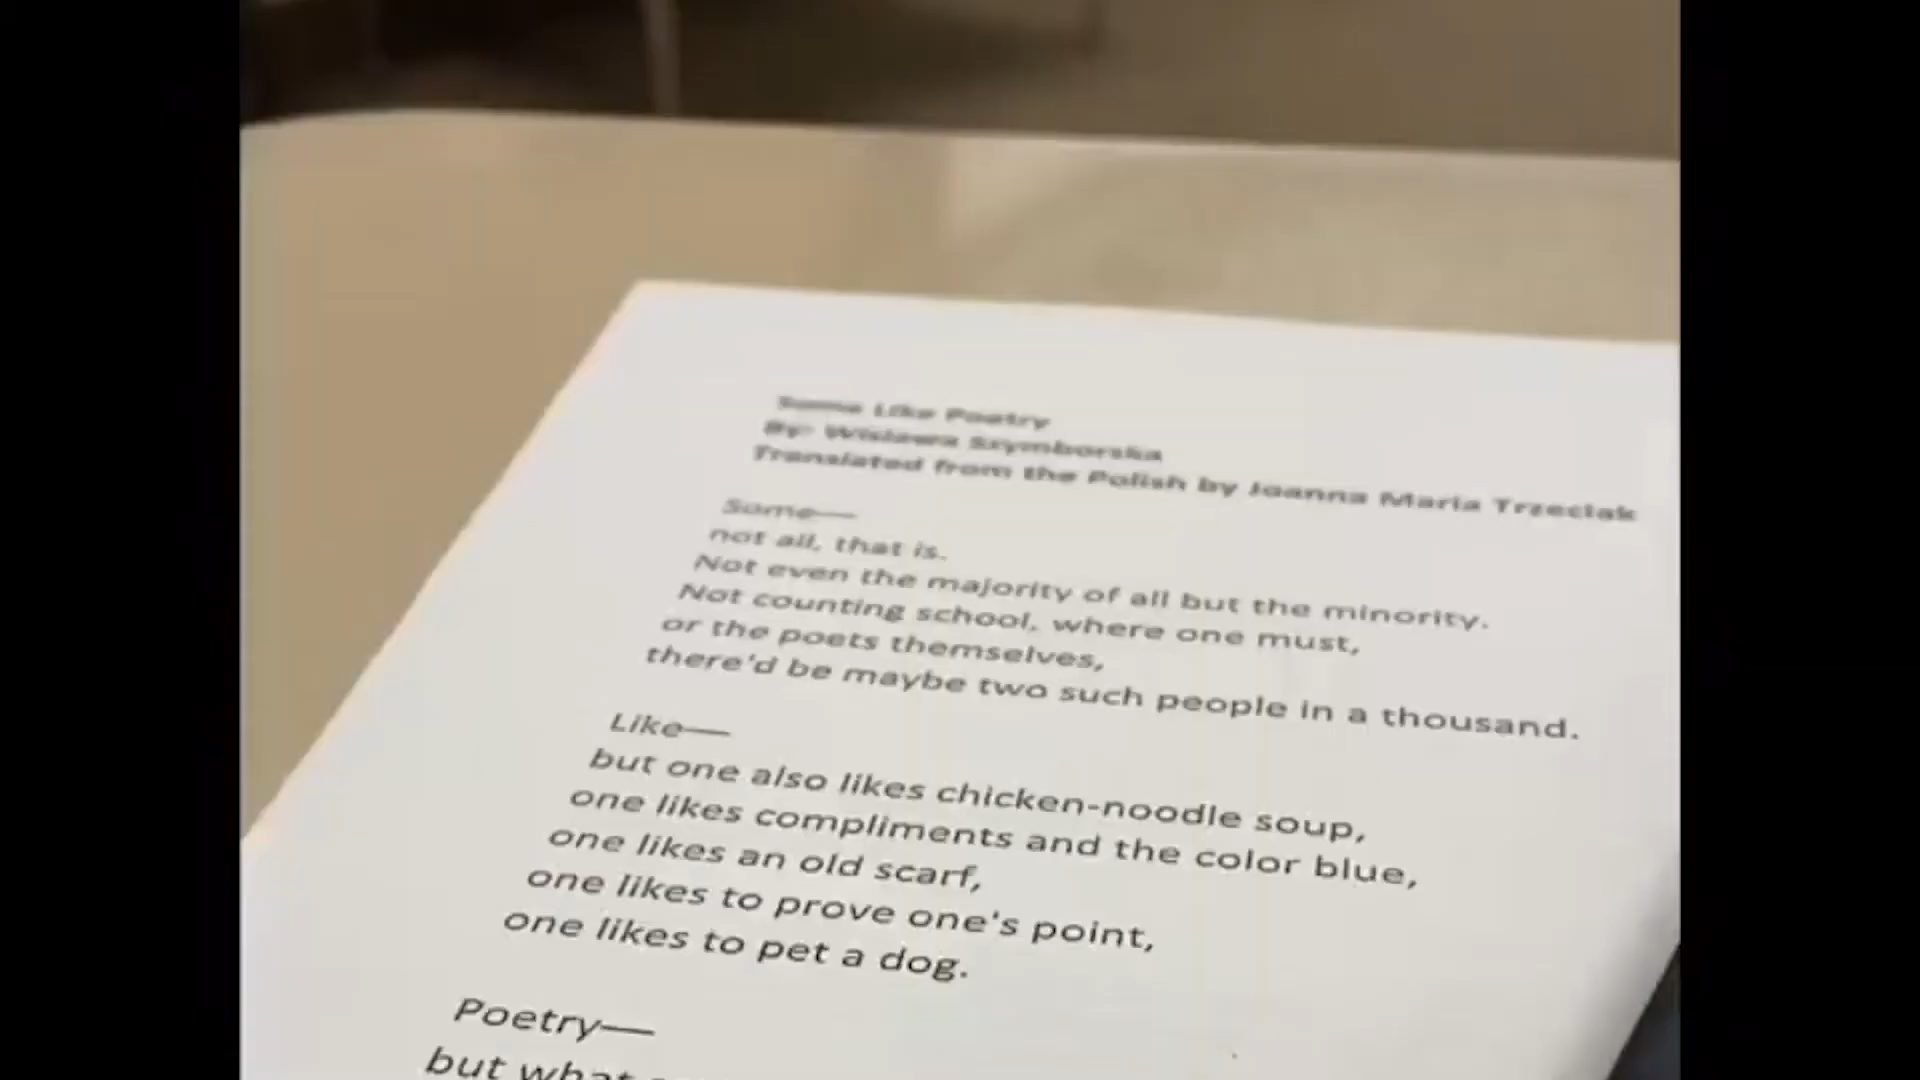 Some Like Poetry
By: Wislawa Szymborska
Translated from the Polish by Joanna Maria Trzeciak
Some—
not all, that is.
Not even the majority of all but the minority.
Not counting school, where one must,
or the poets themselves,
there'd be maybe two such people in a thousand.
Like—
but one also likes chicken-noodle soup,
one likes compliments and the color blue,
one likes an old scarf,
one likes to prove one's point,
one likes to pet a dog.
Poetry—
but what